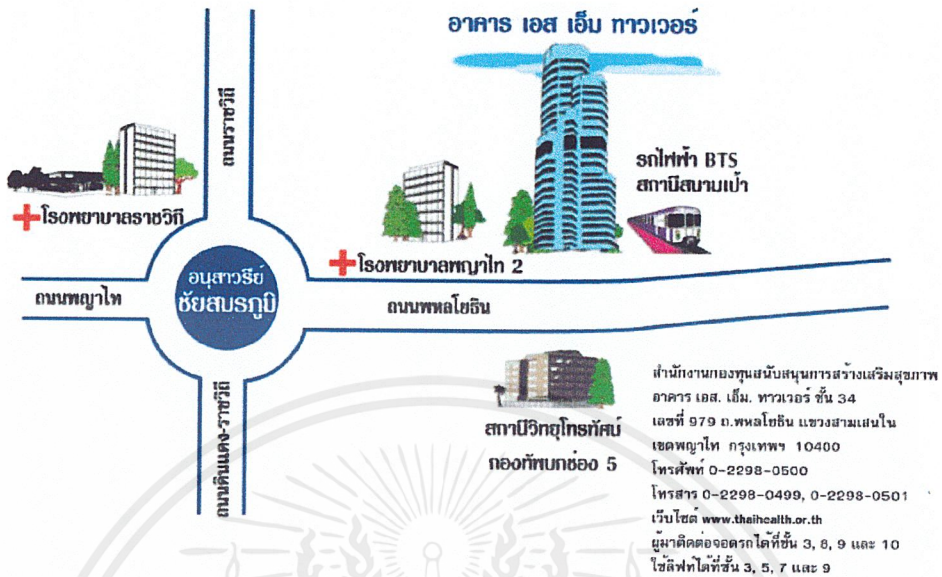 อาคาร เอส เอ็ม ทาวเวอร์
ถนนราชวิถี
รถไฟฟ้า BTS
สถานีสนามเป้า
โรงพยาบาลราชวิถี
โรงพยาบาลพญาไท 2
อนุสาวรีย์
ชัยสมรภูมิ
ถนนพญาไท
ถนนพหลโยธิน
ถนนดินแดง-ราชวิถี
สถานีวิทยุโทรทัศน์
กองทัพบกช่อง 5
สำนักงานกองทุนสนับสนุนการสร้างเสริมสุขภาพ
อาคาร เอส. เอ็ม. ทาวเวอร์ ชั้น 34
เลขที่ 979 ถ.พหลโยธิน แขวงสามเสนใน
เขตพญาไท กรุงเทพฯ 10400
โทรศัพท์ 0-2298-0500
โทรสาร 0-2298-0499, 0-2298-0501
เว็บไซต์ www.thaihealth.or.th
ผู้มาติดต่อจอดรถได้ที่ชั้น 3, 8, 9 และ 10
ใช้ลิฟท์ได้ที่ชั้น 3, 5, 7 และ 9